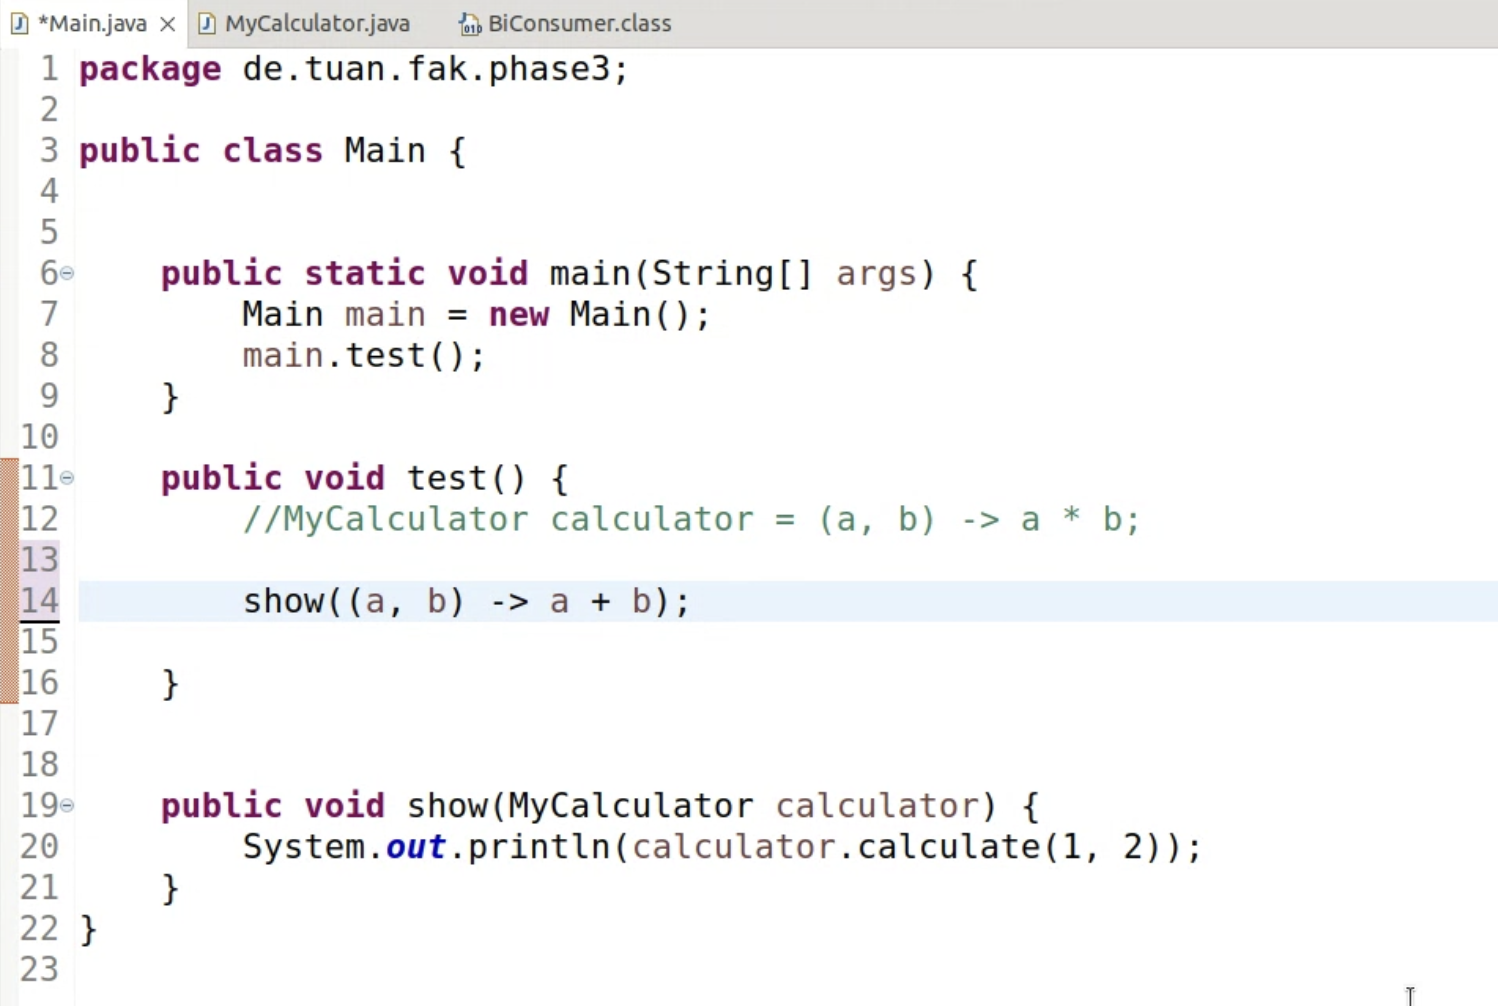 *Main.java MyCalculator.java BiConsumer.class
1 package de.tuan.fak.phase3;
2
3 public class Main {
4
5
6 public static void main(String[] args) {
7 Main main = new Main();
8 main.test();
9 }
10
11 public void test() {
12 //MyCalculator calculator = (a, b) -> a * b;
13
14 show((a, b) -> a + b);
15
16 }
17
18
19 public void show(MyCalculator calculator) {
20 System.out.println(calculator.calculate(1, 2));
21 }
22 }
23